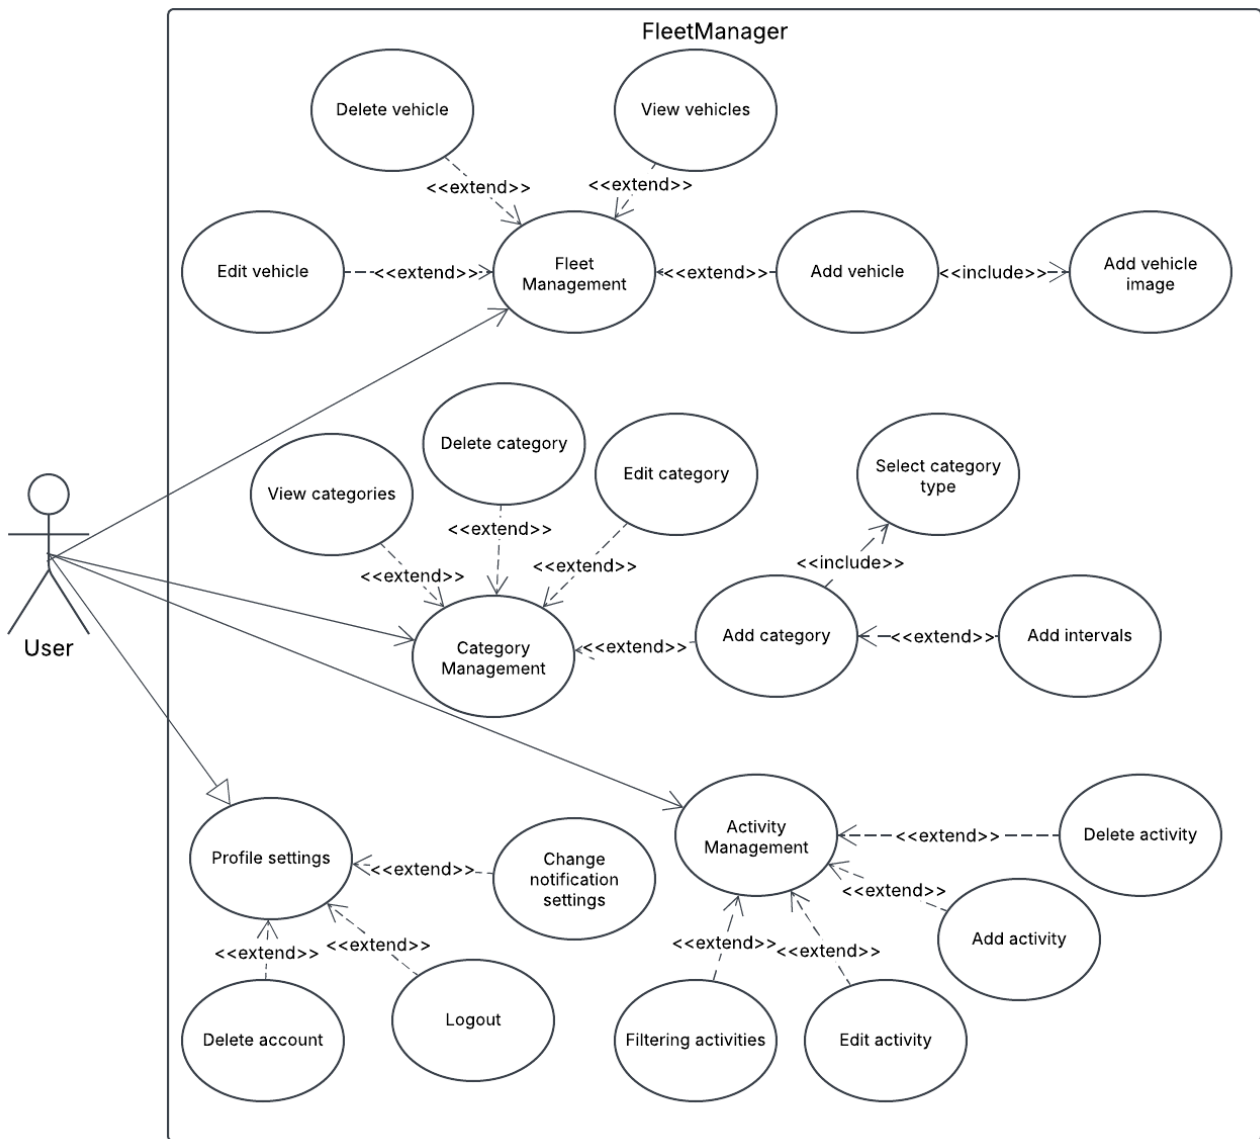 FleetManager
Delete vehicle
View vehicles
<<extend>>
<<extend>>
Edit vehicle
<<extend>>
Fleet
Management
<<extend>>
Add vehicle
<<include>>
Add vehicle
image
Delete category
Edit category
View categories
Select category
type
<<extend>>
<<extend>>
<<extend>>
<<include>>
Category
Management
<<extend>>
Add category
<<extend>>
Add intervals
User
Profile settings
<<extend>>
Change
notification
settings
Activity
Management
<<extend>>
Delete activity
<<extend>>
Add activity
<<extend>>
<<extend>>
<<extend>>
<<extend>>
Delete account
Logout
Filtering activities
Edit activity